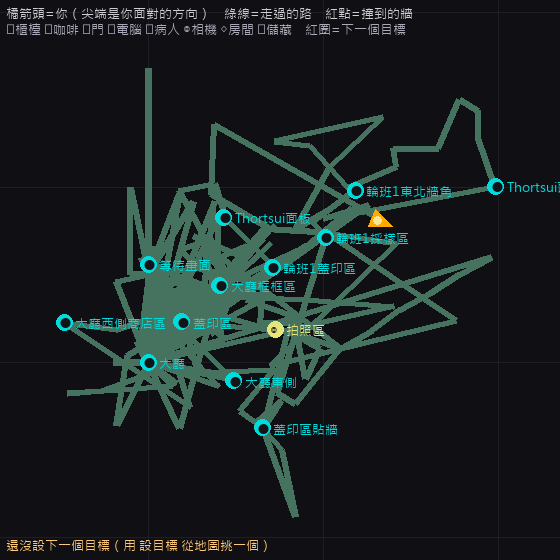 橘箭頭=你（尖端是你面對的方向） 綠線=走過的路 紅點=撞到的牆
櫃檯 咖啡 門 電腦 病人 相機 房間 儲藏 紅圈=下一個目標
輪班1車北牆角
Thortsui
Thortsui面板
輪班1採樣區
等待畫面
輪班1蓋印區
大廳框框區
大廳西側商店區
蓋印區
拍照區
大廳
大廳東側
蓋印區貼牆
還沒設下一個目標（用 設目標 從地圖挑一個）